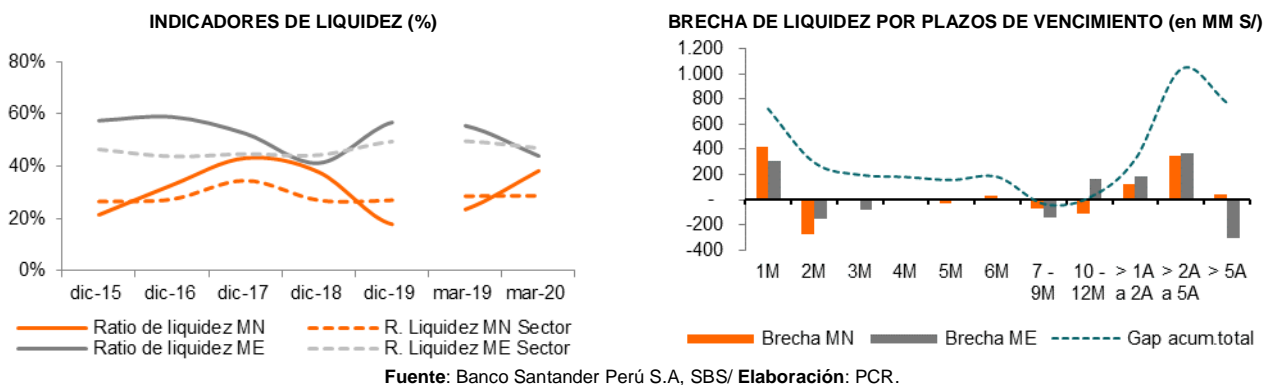 INDICADORES DE LIQUIDEZ (%)
80%
60%
40%
20%
0%
dic-15 dic-16 dic-17 dic-18 dic-19 mar-19 mar-20
Ratio de liquidez MN R. Liquidez MN Sector
Ratio de liquidez ME R. Liquidez ME Sector
BRECHA DE LIQUIDEZ POR PLAZOS DE VENCIMIENTO (en MM S/)
1.200
1.000
800
600
400
200
-
-200
-400
1M 2M 3M 4M 5M 6M 7 - 10 - > 1A > 2A > 5A
9M 12M a 2A a 5A
Brecha MN Brecha ME Gap acum.total
Fuente: Banco Santander Perú S.A, SBS/ Elaboración: PCR.